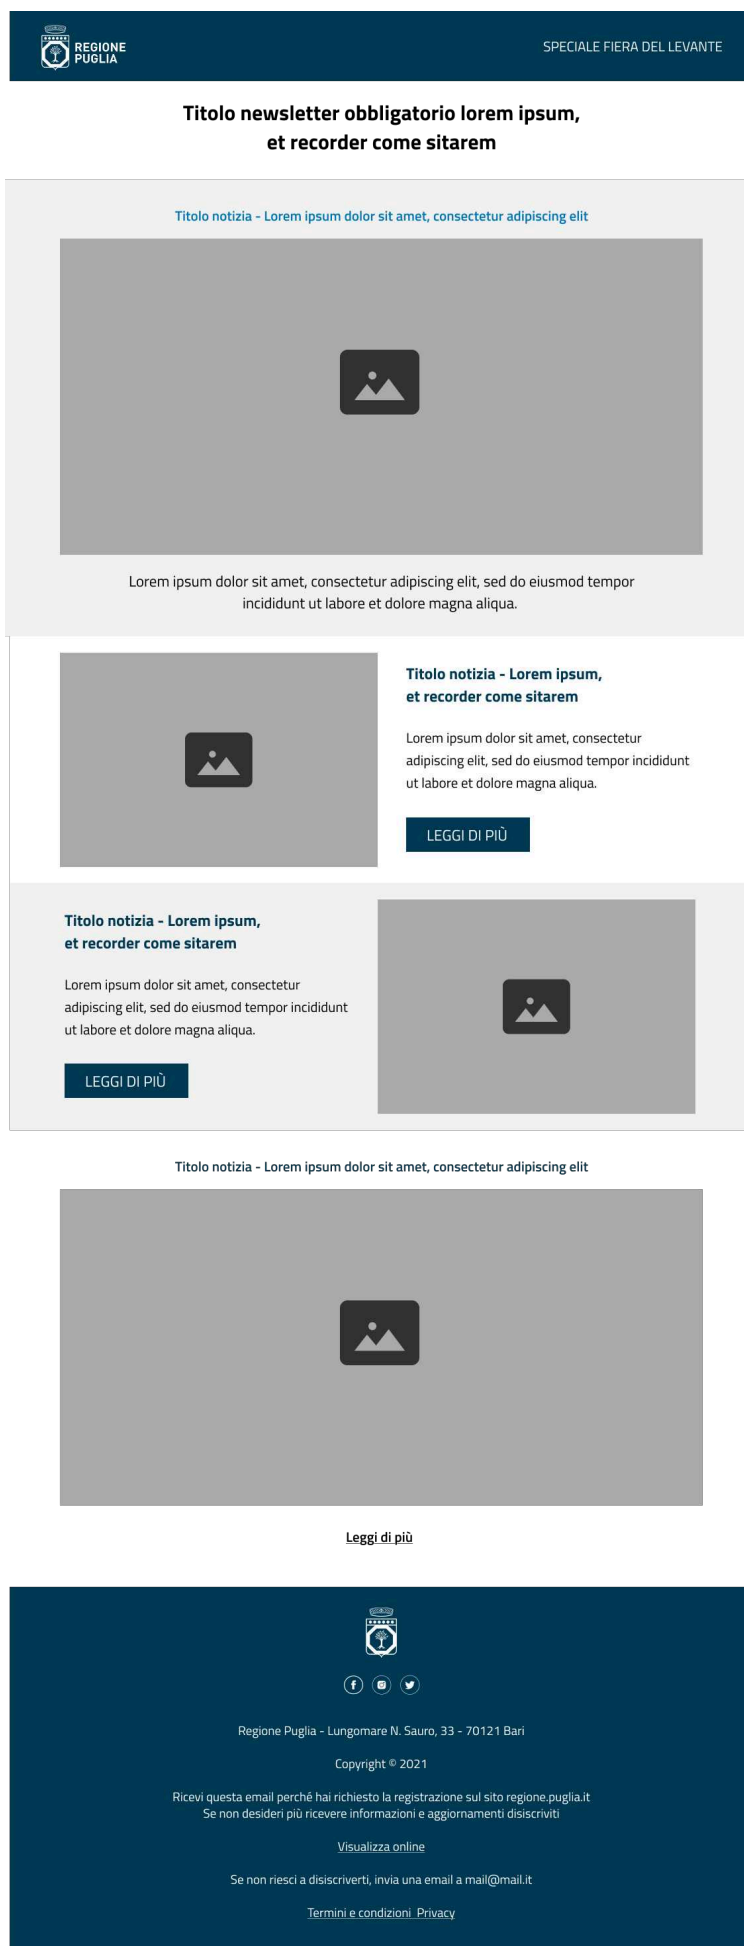 REGIONE
PUGLIA
SPECIALE FIERA DEL LEVANTE
Titolo newsletter obbligatorio lorem ipsum,
et recorder come sitarem
Titolo notizia - Lorem ipsum dolor sit amet, consectetur adipiscing elit
Lorem ipsum dolor sit amet, consectetur adipiscing elit, sed do eiusmod tempor
incididunt ut labore et dolore magna aliqua.
Titolo notizia - Lorem ipsum,
et recorder come sitarem
Lorem ipsum dolor sit amet, consectetur
adipiscing elit, sed do eiusmod tempor incididunt
ut labore et dolore magna aliqua.
LEGGI DI PIÙ
Titolo notizia - Lorem ipsum,
et recorder come sitarem
Lorem ipsum dolor sit amet, consectetur
adipiscing elit, sed do eiusmod tempor incididunt
ut labore et dolore magna aliqua.
LEGGI DI PIÙ
Titolo notizia - Lorem ipsum dolor sit amet, consectetur adipiscing elit
Leggi di più
Regione Puglia - Lungomare N. Sauro, 33 - 70121 Bari
Copyright © 2021
Ricevi questa email perché hai richiesto la registrazione sul sito regione.puglia.it
Se non desideri più ricevere informazioni e aggiornamenti disiscriviti
Visualizza online
Se non riesci a disiscriverti, invia una email a mail@mail.it
Termini e condizioni  Privacy